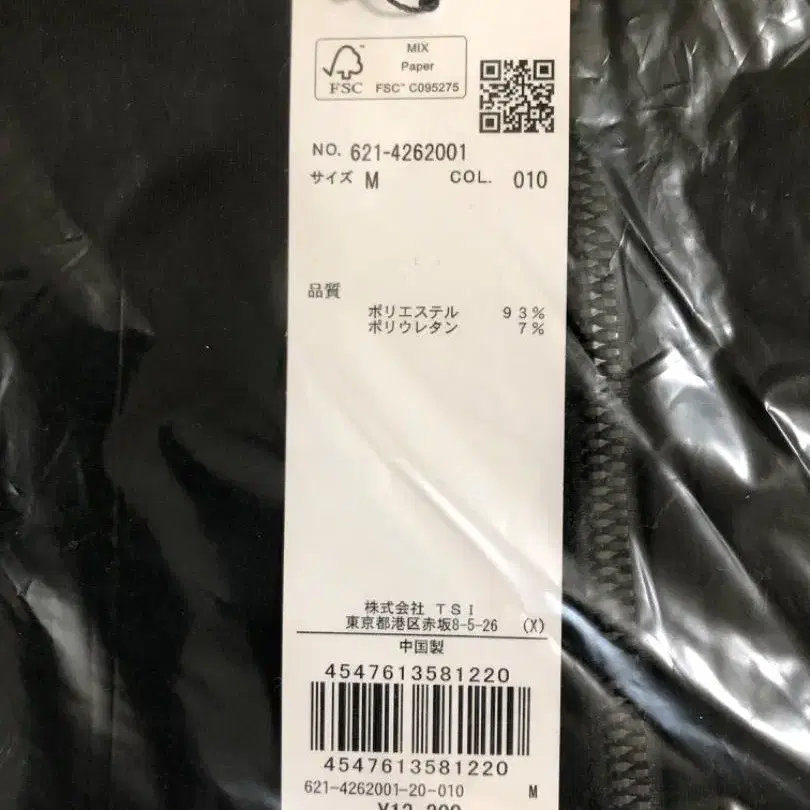 MIX
Paper
FSC™ C095275
FSC
NO. 621-4262001
サイズ M COL. 010
品質
ポリエステル 93%
ポリウレタン 7%
株式会社 TSI
東京都港区赤坂8-5-26 (X)
中国製
4547613581220
4547613581220
621-4262001-20-010 M